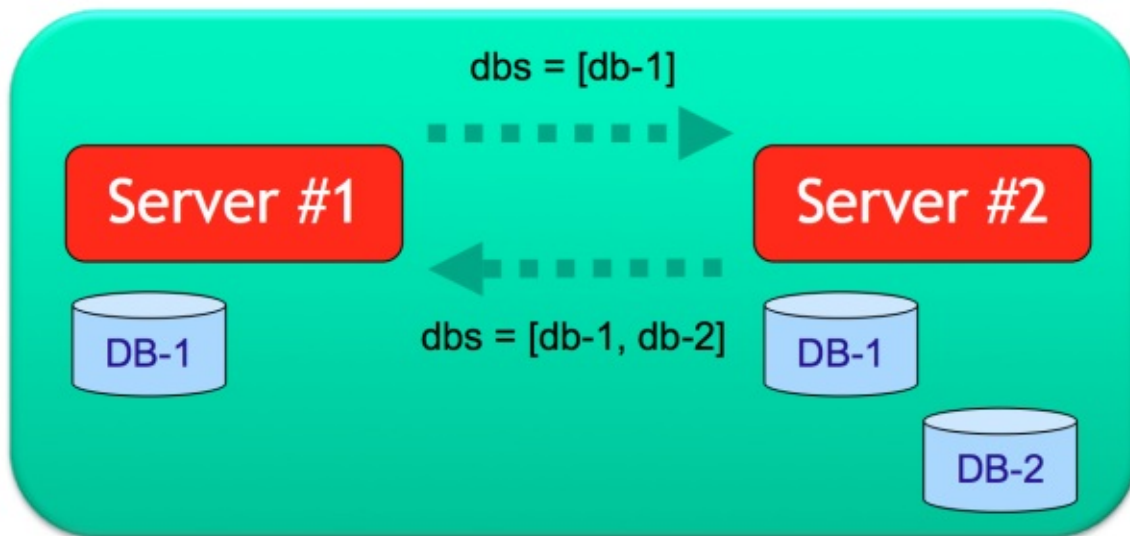 dbs = [db-1]
Server #1
Server #2
dbs = [db-1, db-2]
DB-1
DB-1
DB-2